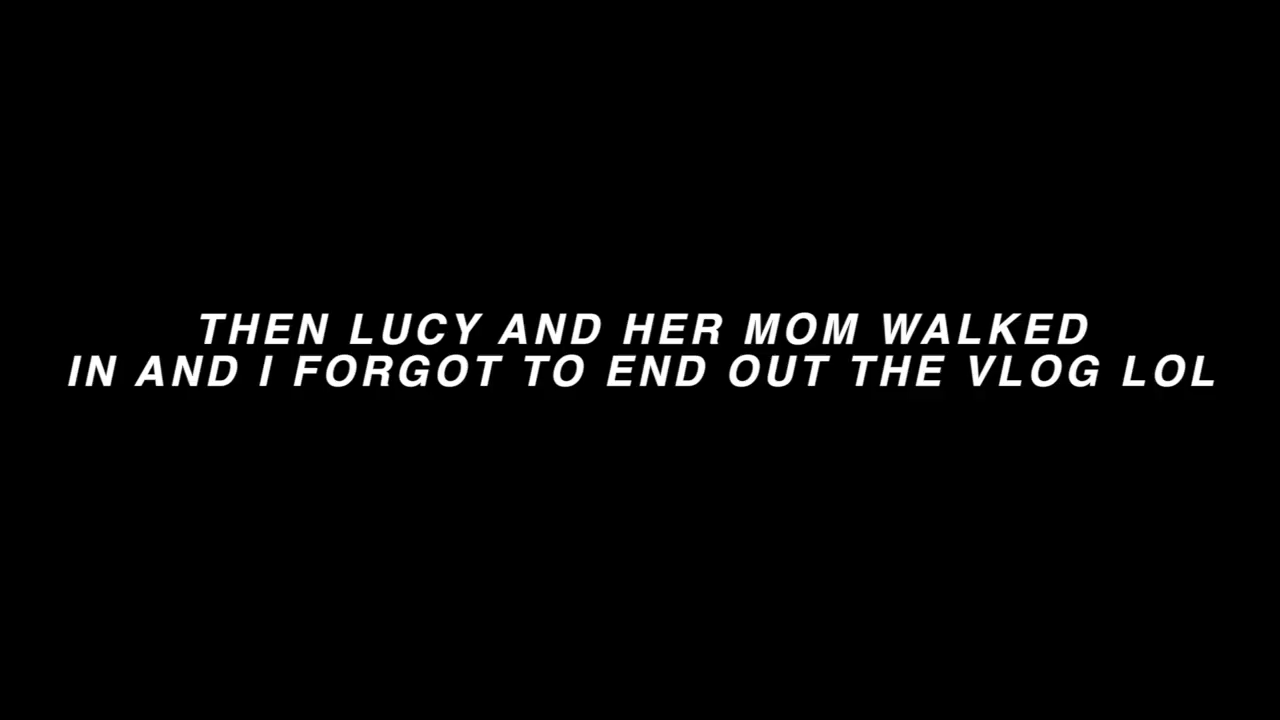 THEN LUCY AND HER MOM WALKED
IN AND I FORGOT TO END OUT THE VLOG LOL